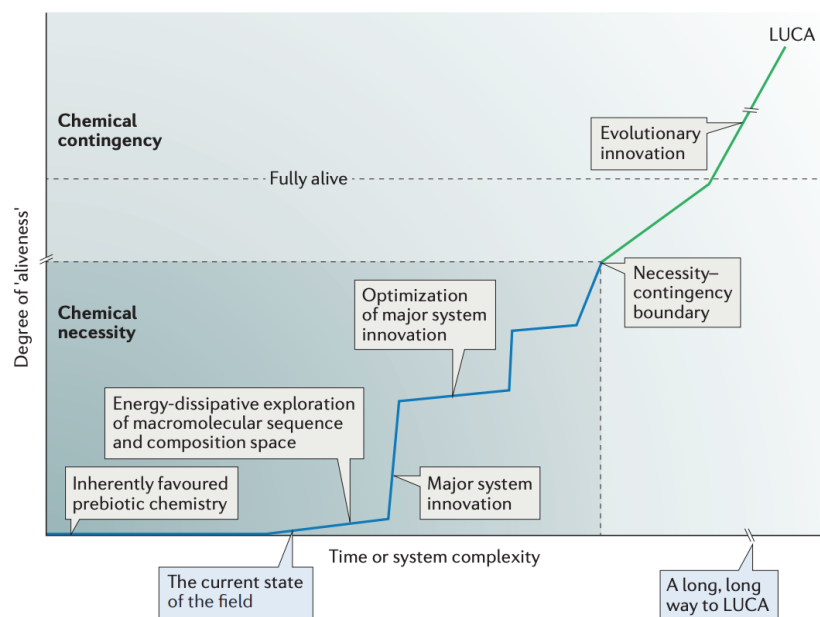 LUCA
Chemical
contingency
Evolutionary
innovation
Fully alive
Degree of 'aliveness'
Necessity–
contingency
boundary
Optimization
of major system
innovation
Chemical
necessity
Energy-dissipative exploration
of macromolecular sequence
and composition space
Inherently favoured
prebiotic chemistry
Major system
innovation
Time or system complexity
The current state
of the field
A long, long
way to LUCA